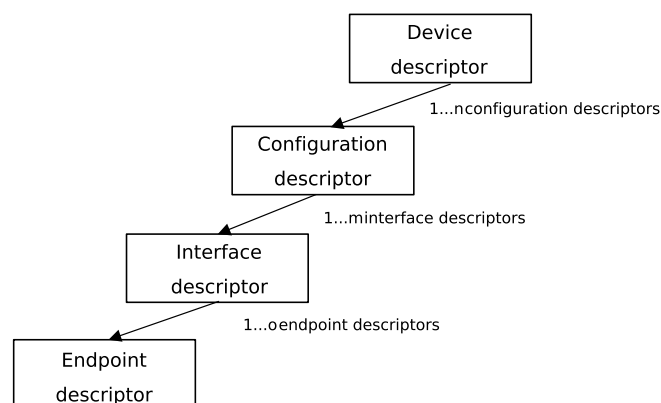 Device
descriptor
1...nconfiguration descriptors
Configuration
descriptor
1...minterface descriptors
Interface
descriptor
1...oendpoint descriptors
Endpoint
descriptor